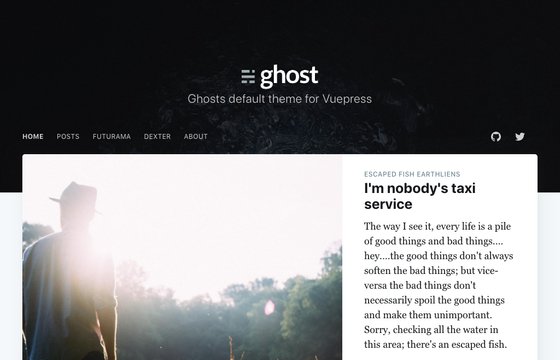 ghost
Ghosts default theme for Vuepress
HOME POSTS FUTURAMA DEXTER ABOUT
ESCAPED FISH EARTHLIENS
I'm nobody's taxi
service
The way I see it, every life is a pile
of good things and bad things....
hey....the good things don't always
soften the bad things; but vice-
versa the bad things don't
necessarily spoil the good things
and make them unimportant.
Sorry, checking all the water in
this area; there's an escaped fish.